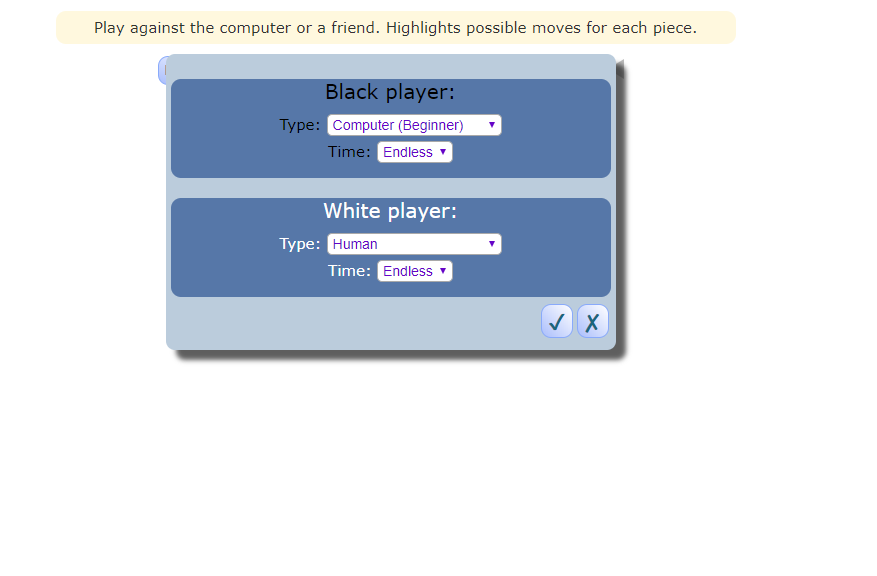 Play against the computer or a friend. Highlights possible moves for each piece.
Black player:
Type: Computer (Beginner)
Time: Endless
White player:
Type: Human
Time: Endless
✓ ✗